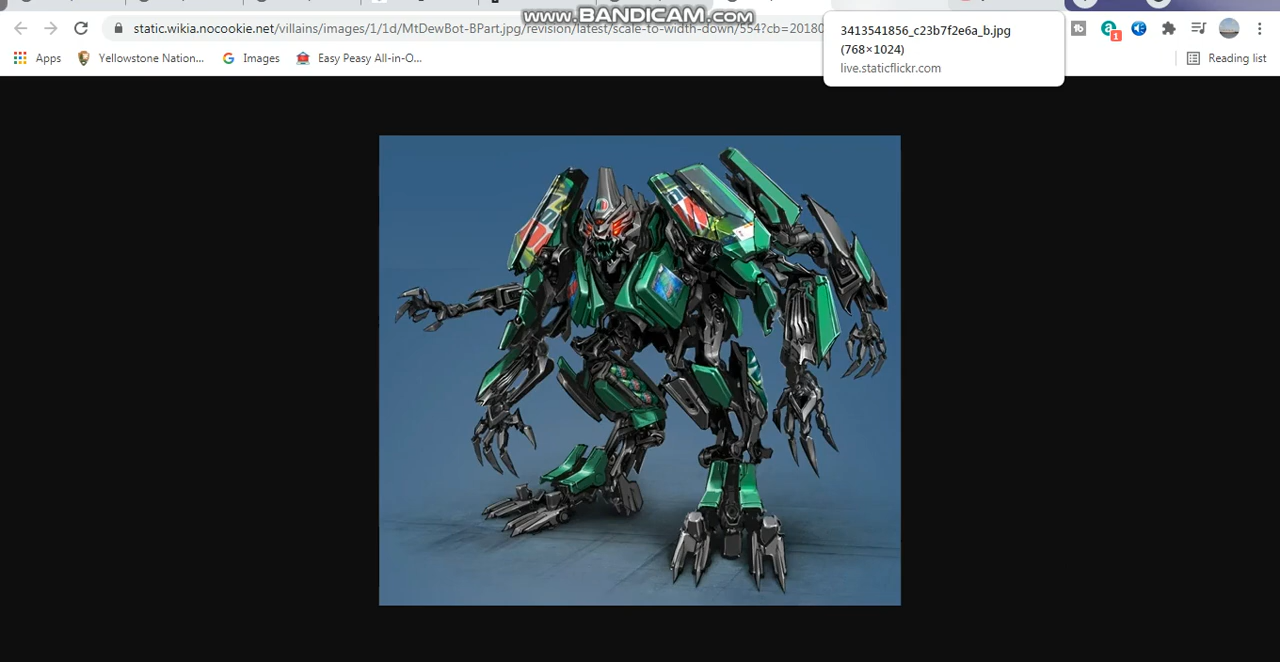 www.BANDICAM.com
static.wikia.nocookie.net/villains/images/1/1d/MtDewBot-BPart.jpg/revision/latest/scale-to-width-down/554?cb=20180
3413541856_c23b7f2e6a_b.jpg
(768×1024)
live.staticflickr.com
1
Apps
Yellowstone Nation...
Images
Easy Peasy All-in-O...
Reading list